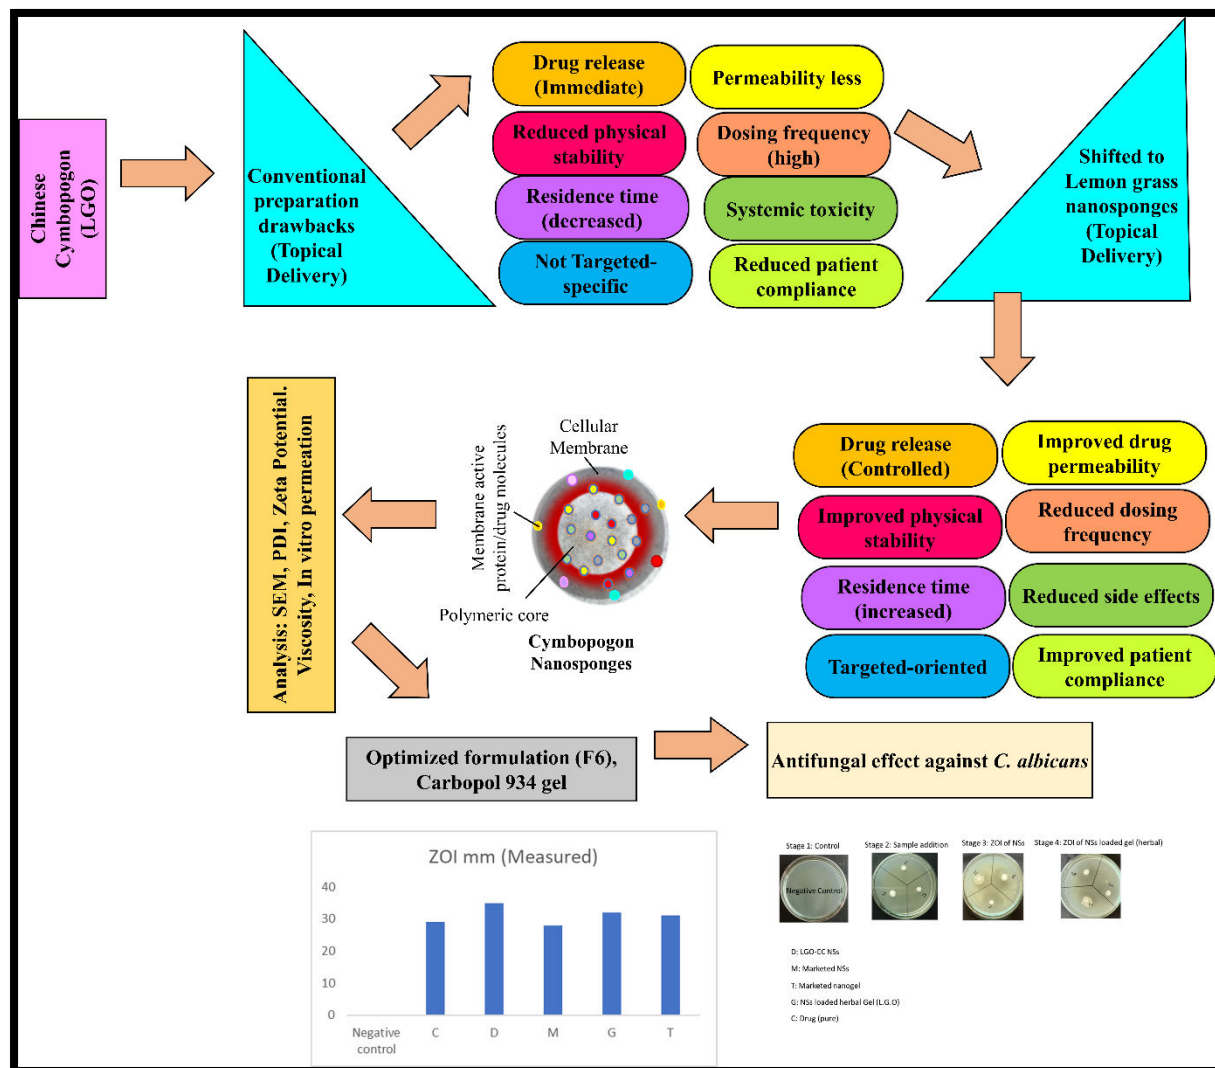 Chinese
Cymbopogon
(LGO)
Conventional
preparation
drawbacks
(Topical
Delivery)
Drug release
(Immediate)
Permeability less
Reduced physical
stability
Dosing frequency
(high)
Residence time
(decreased)
Systemic toxicity
Not Targeted-
specific
Reduced patient
compliance
Shifted to
Lemon grass
nanosponges
(Topical
Delivery)
Drug release
(Controlled)
Improved drug
permeability
Improved physical
stability
Reduced dosing
frequency
Residence time
(increased)
Reduced side effects
Targeted-oriented
Improved patient
compliance
Cellular
Membrane
Membrane active
protein/drug molecules
Polymeric core
Cymbopogon
Nanosponges
Analysis: SEM, PDI, Zeta Potential.
Viscosity, In vitro permeation
Optimized formulation (F6),
Carbopol 934 gel
Antifungal effect against C. albicans
ZOI mm (Measured)
40
30
20
10
0
Negative
control
C
D
M
G
T
Stage 1: Control
Stage 2: Sample addition
Stage 3: ZOI of NSs
Stage 4: ZOI of NSs loaded gel (herbal)
Negative Control
D: LGO-CC NSs
M: Marketed NSs
T: Marketed nanogel
G: NSs loaded herbal Gel (L.G.O)
C: Drug (pure)